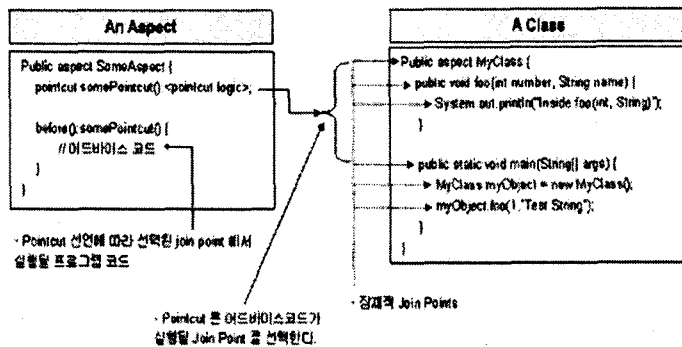 An Aspect
Public aspect SomeAspect {
pointcut somePointcut() <pointcut logic>;
before():somePointcut() {
// 어드바이스 코드
}
}
· Pointcut 선언에 따라 선택된 join point 에서
실행될 프로그램 코드
· Pointcut 은 어드바이스코드가
실행될 Join Point 를 선택한다.
A Class
Public aspect MyClass {
public void foo(int number, String name) {
System.out.println("Inside foo(int, String)");
}
public static void main(String[] args) {
MyClass myObject = new MyClass();
myObject.foo(1,"Test String");
}
}
· 잠재적 Join Points